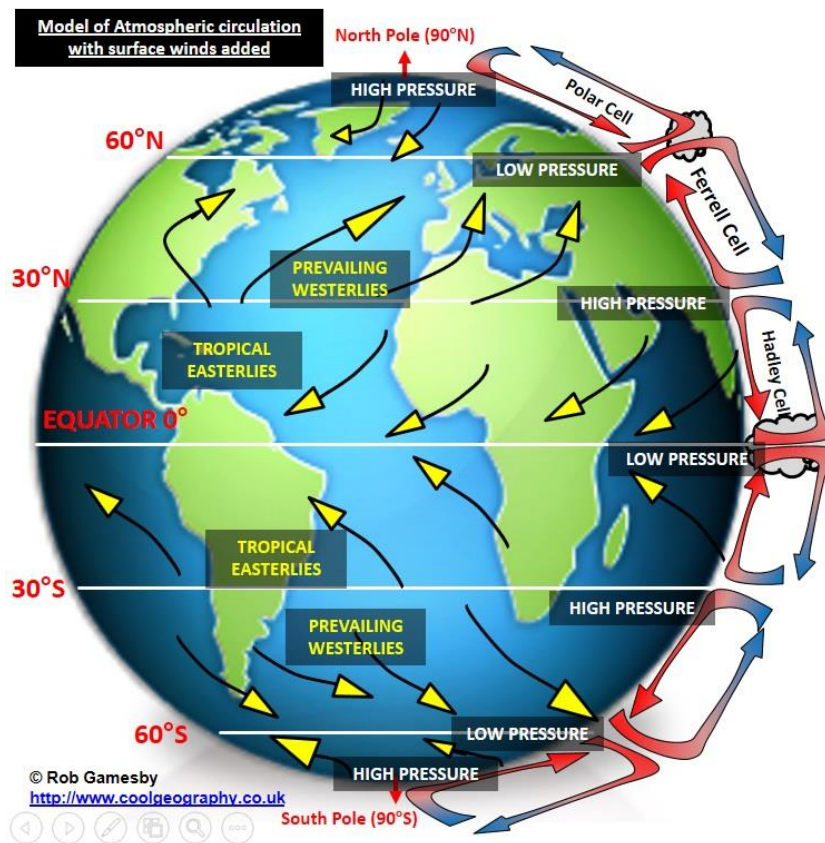 Model of Atmospheric circulation
with surface winds added
North Pole (90°N)
HIGH PRESSURE
Polar Cell
60°N
LOW PRESSURE
Ferrell Cell
PREVAILING
WESTERLIES
30°N
HIGH PRESSURE
TROPICAL
EASTERLIES
Hadley Cell
EQUATOR 0°
LOW PRESSURE
TROPICAL
EASTERLIES
30°S
HIGH PRESSURE
PREVAILING
WESTERLIES
60°S
LOW PRESSURE
HIGH PRESSURE
© Rob Gamesby
http://www.coolgeography.co.uk
South Pole (90°S)